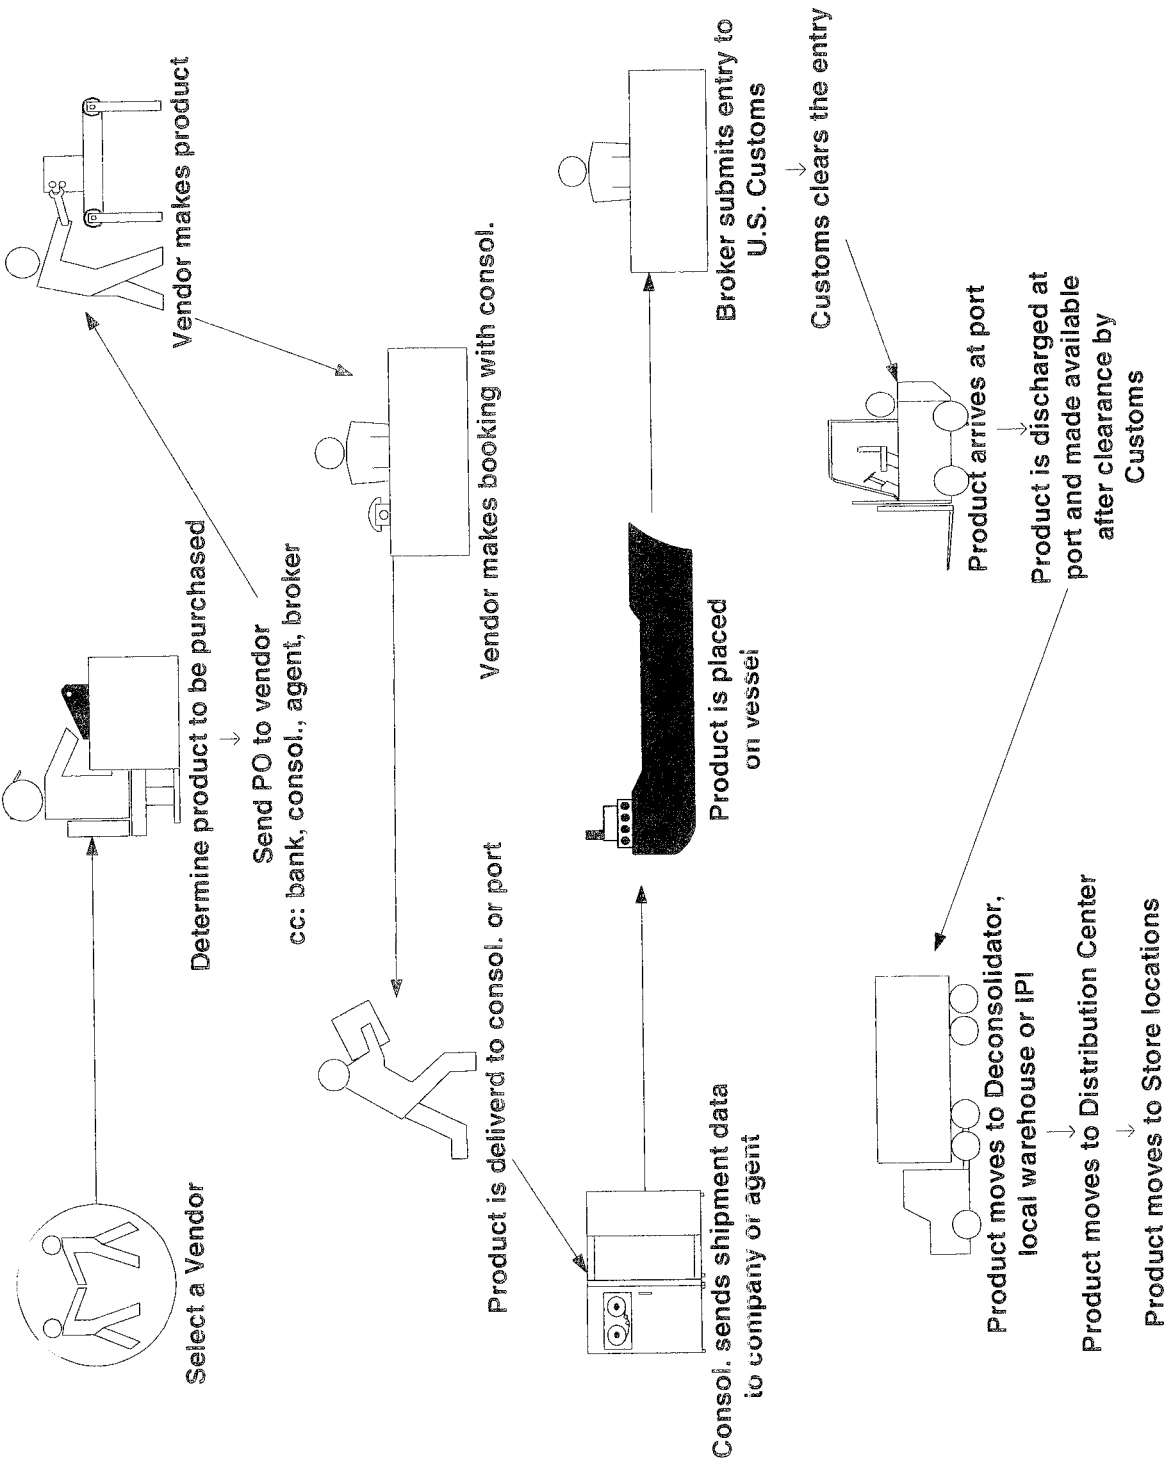 Select a Vendor
Determine product to be purchased
Send PO to vendor
cc: bank, consol., agent, broker
Vendor makes product
Vendor makes booking with consol.
Product is deliverd to consol. or port
Consol. sends shipment data
to company or agent
Product is placed
on vessel
Broker submits entry to
U.S. Customs
Customs clears the entry
Product arrives at port
Product is discharged at
port and made available
after clearance by
Customs
Product moves to Deconsolidator,
local warehouse or IPI
Product moves to Distribution Center
Product moves to Store locations